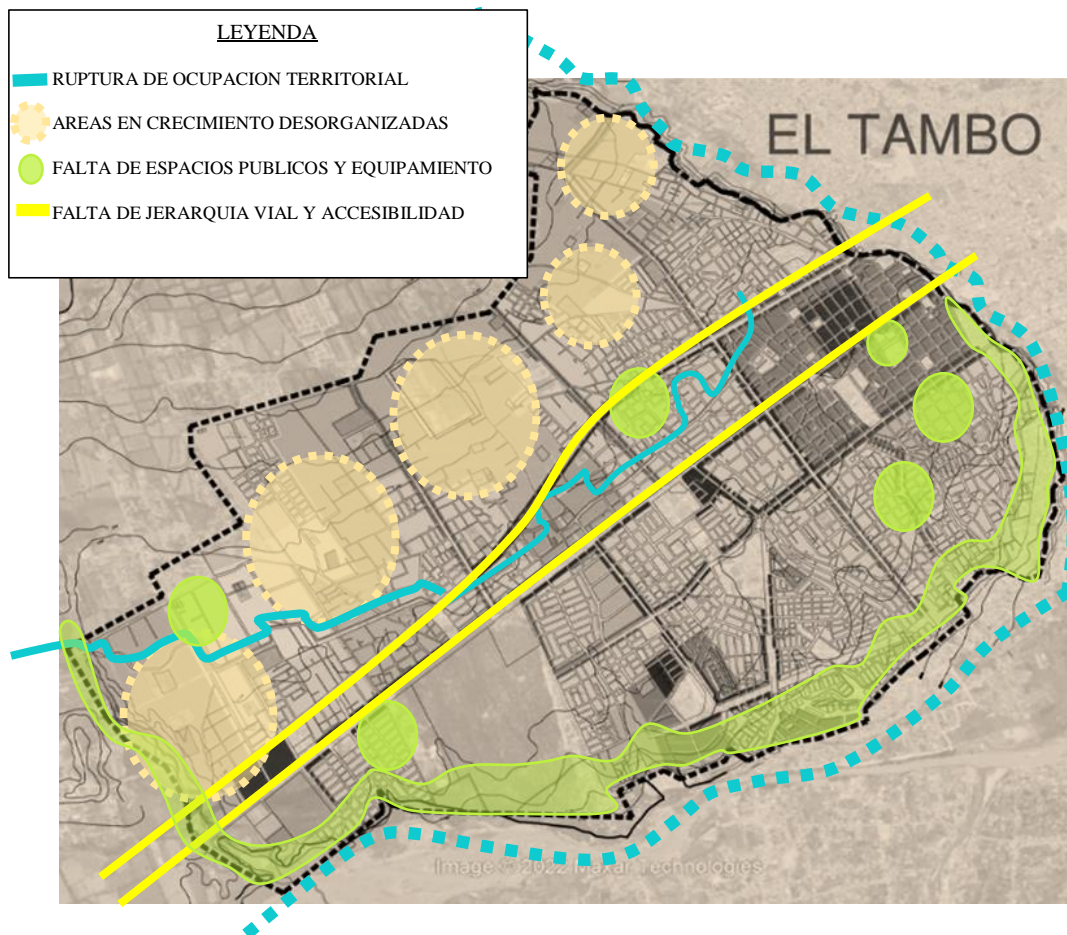 LEYENDA
RUPTURA DE OCUPACION TERRITORIAL
AREAS EN CRECIMIENTO DESORGANIZADAS
FALTA DE ESPACIOS PUBLICOS Y EQUIPAMIENTO
FALTA DE JERARQUIA VIAL Y ACCESIBILIDAD
EL TAMBO
Image © 2022 Maxar Technologies